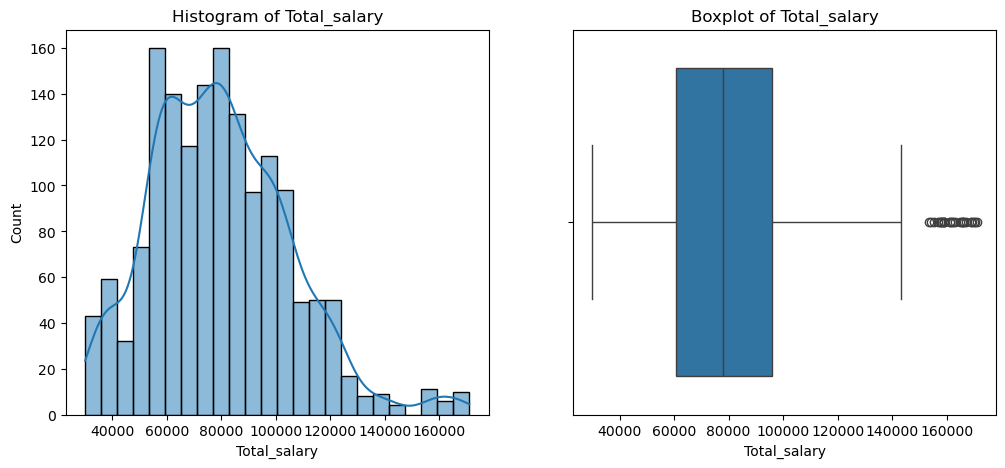 Histogram of Total_salary
160
140
120
100
80
60
40
20
0
Count
40000 60000 80000 100000 120000 140000 160000
Total_salary
Boxplot of Total_salary
40000 60000 80000 100000 120000 140000 160000
Total_salary